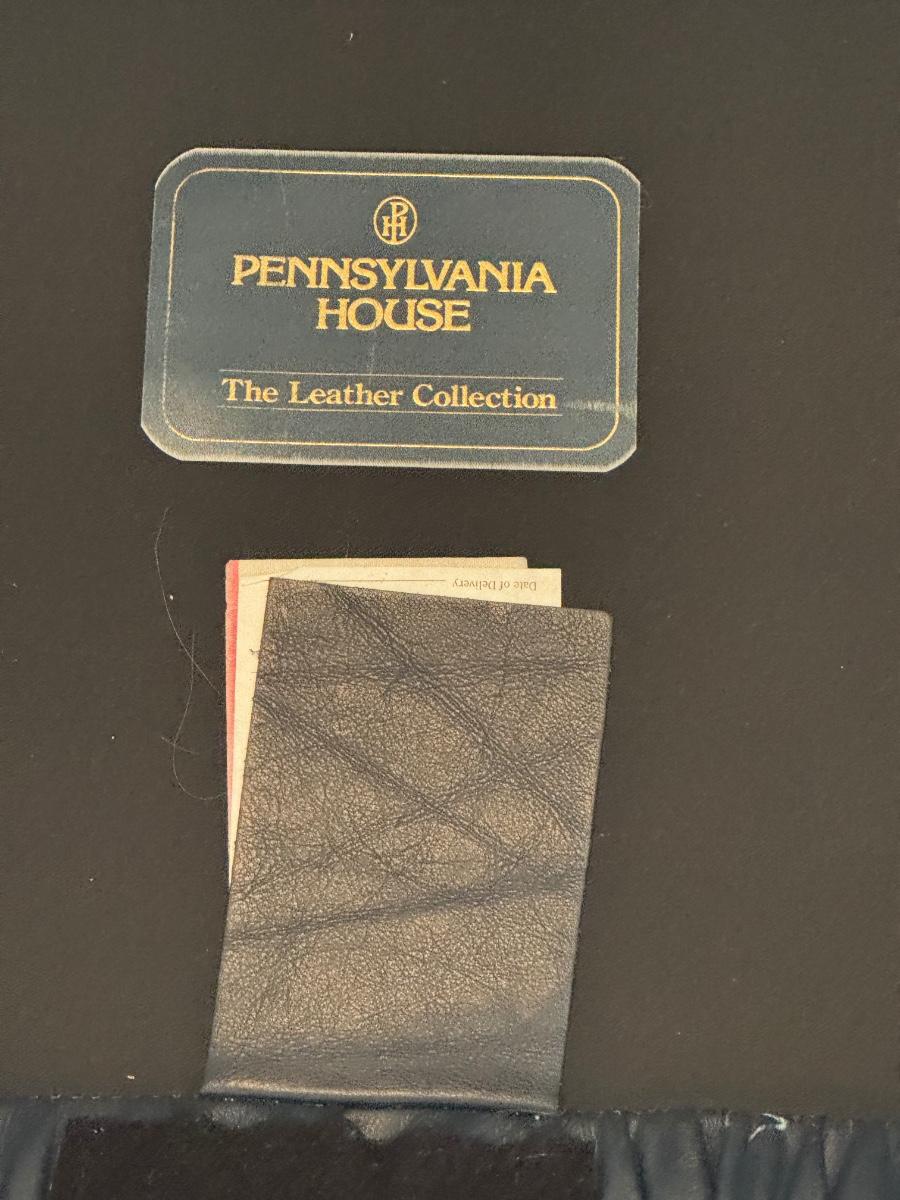 PH
PENNSYLVANIA
HOUSE
The Leather Collection
Date of Delivery